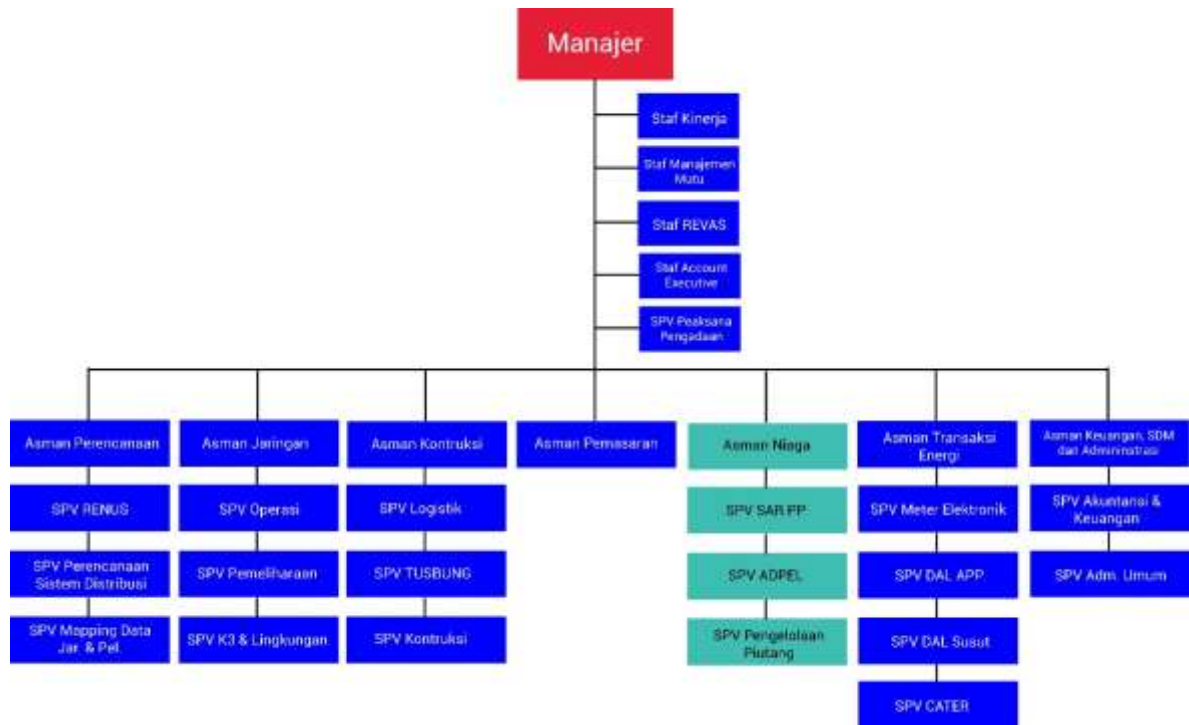 Manajer
Staf Kinerja
Staf Manajemen
Mutu
Staf REVAS
Staf Account
Executive
SPV Peaksana
Pengadaan
Asman Perencanaan
Asman Jaringan
Asman Kontruksi
Asman Pemasaran
Asman Niaga
Asman Transaksi
Energi
Asman Keuangan, SDM
dan Admininstrasi
SPV RENUS
SPV Operasi
SPV Logistik
SPV SAR PP
SPV Meter Elektronik
SPV Akuntansi &
Keuangan
SPV Perencanaan
Sistem Distribusi
SPV Pemeliharaan
SPV TUSBUNG
SPV ADPEL
SPV DAL APP
SPV Adm. Umum
SPV Mapping Data
Jar. & Pel.
SPV K3 & Lingkungan
SPV Kontruksi
SPV Pengelolaan
Piutang
SPV DAL Susut
SPV CATER